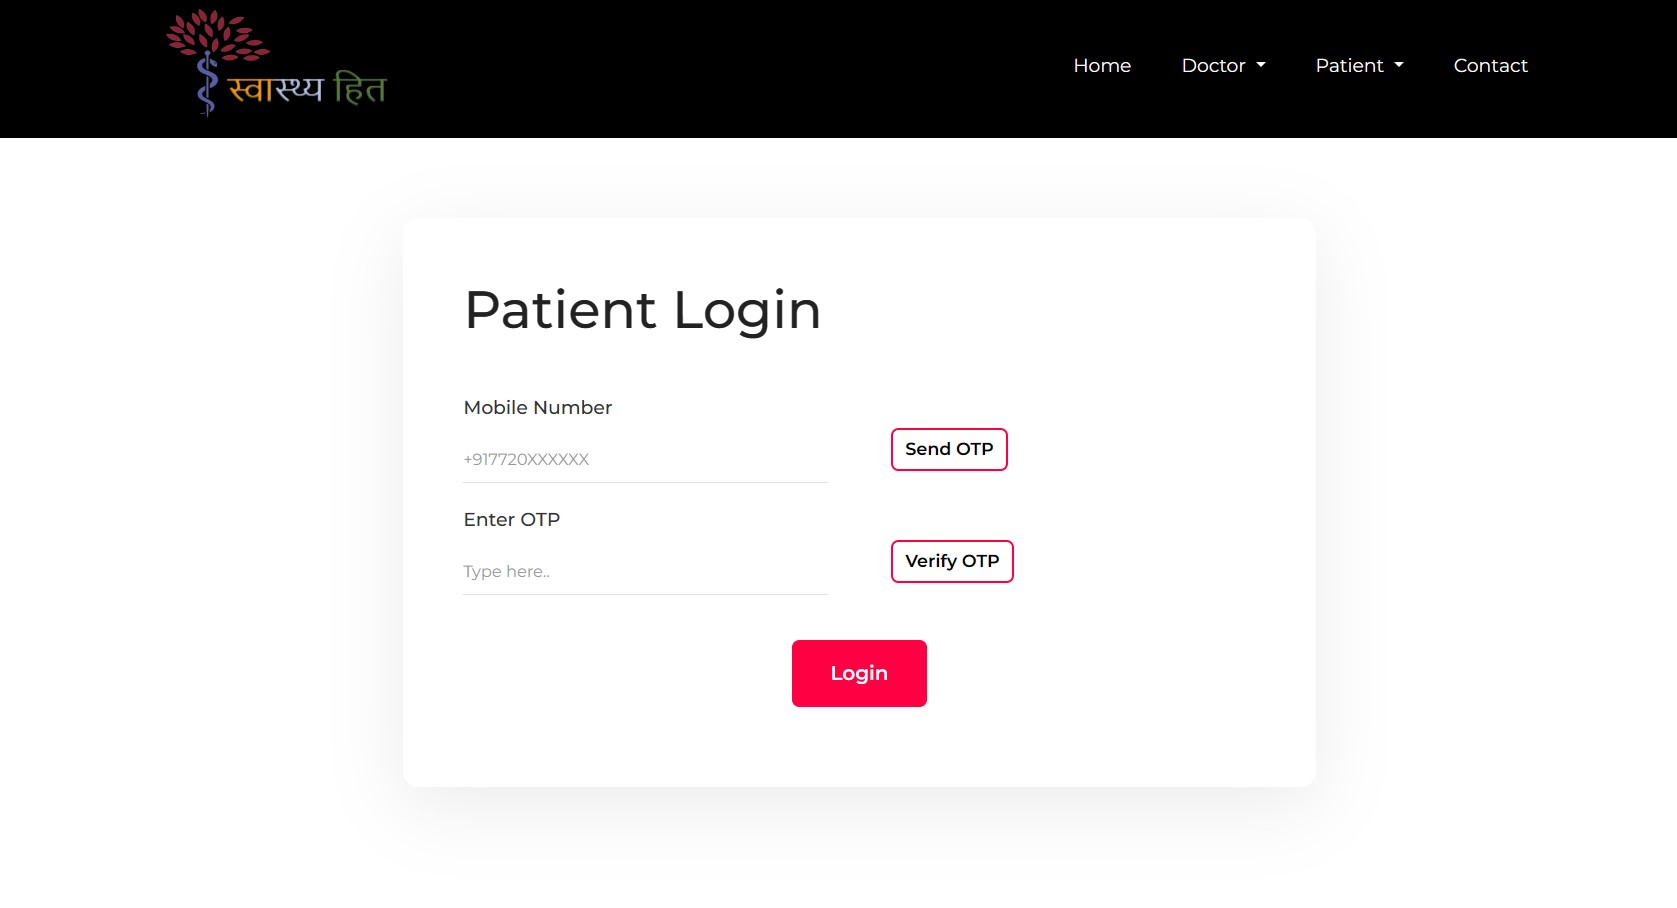 स्वास्थ्य हित
Home Doctor Patient Contact
Patient Login
Mobile Number
+917720XXXXXX
Send OTP
Enter OTP
Type here..
Verify OTP
Login